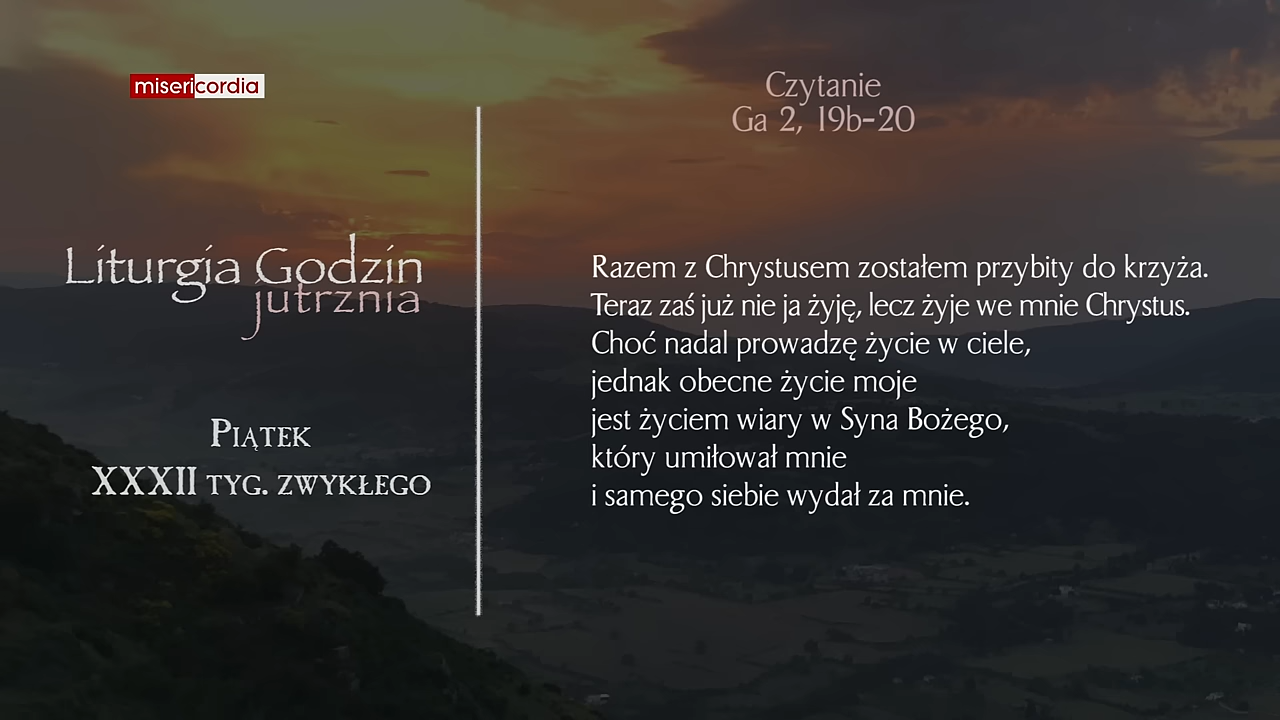 misericordia
Liturgia Godzin
jutrznia
Piątek
XXXII tyg. zwykłego
Czytanie
Ga 2, 19b-20
Razem z Chrystusem zostałem przybity do krzyża.
Teraz zaś już nie ja żyję, lecz żyje we mnie Chrystus.
Choć nadal prowadzę życie w ciele,
jednak obecne życie moje
jest życiem wiary w Syna Bożego,
który umiłował mnie
i samego siebie wydał za mnie.